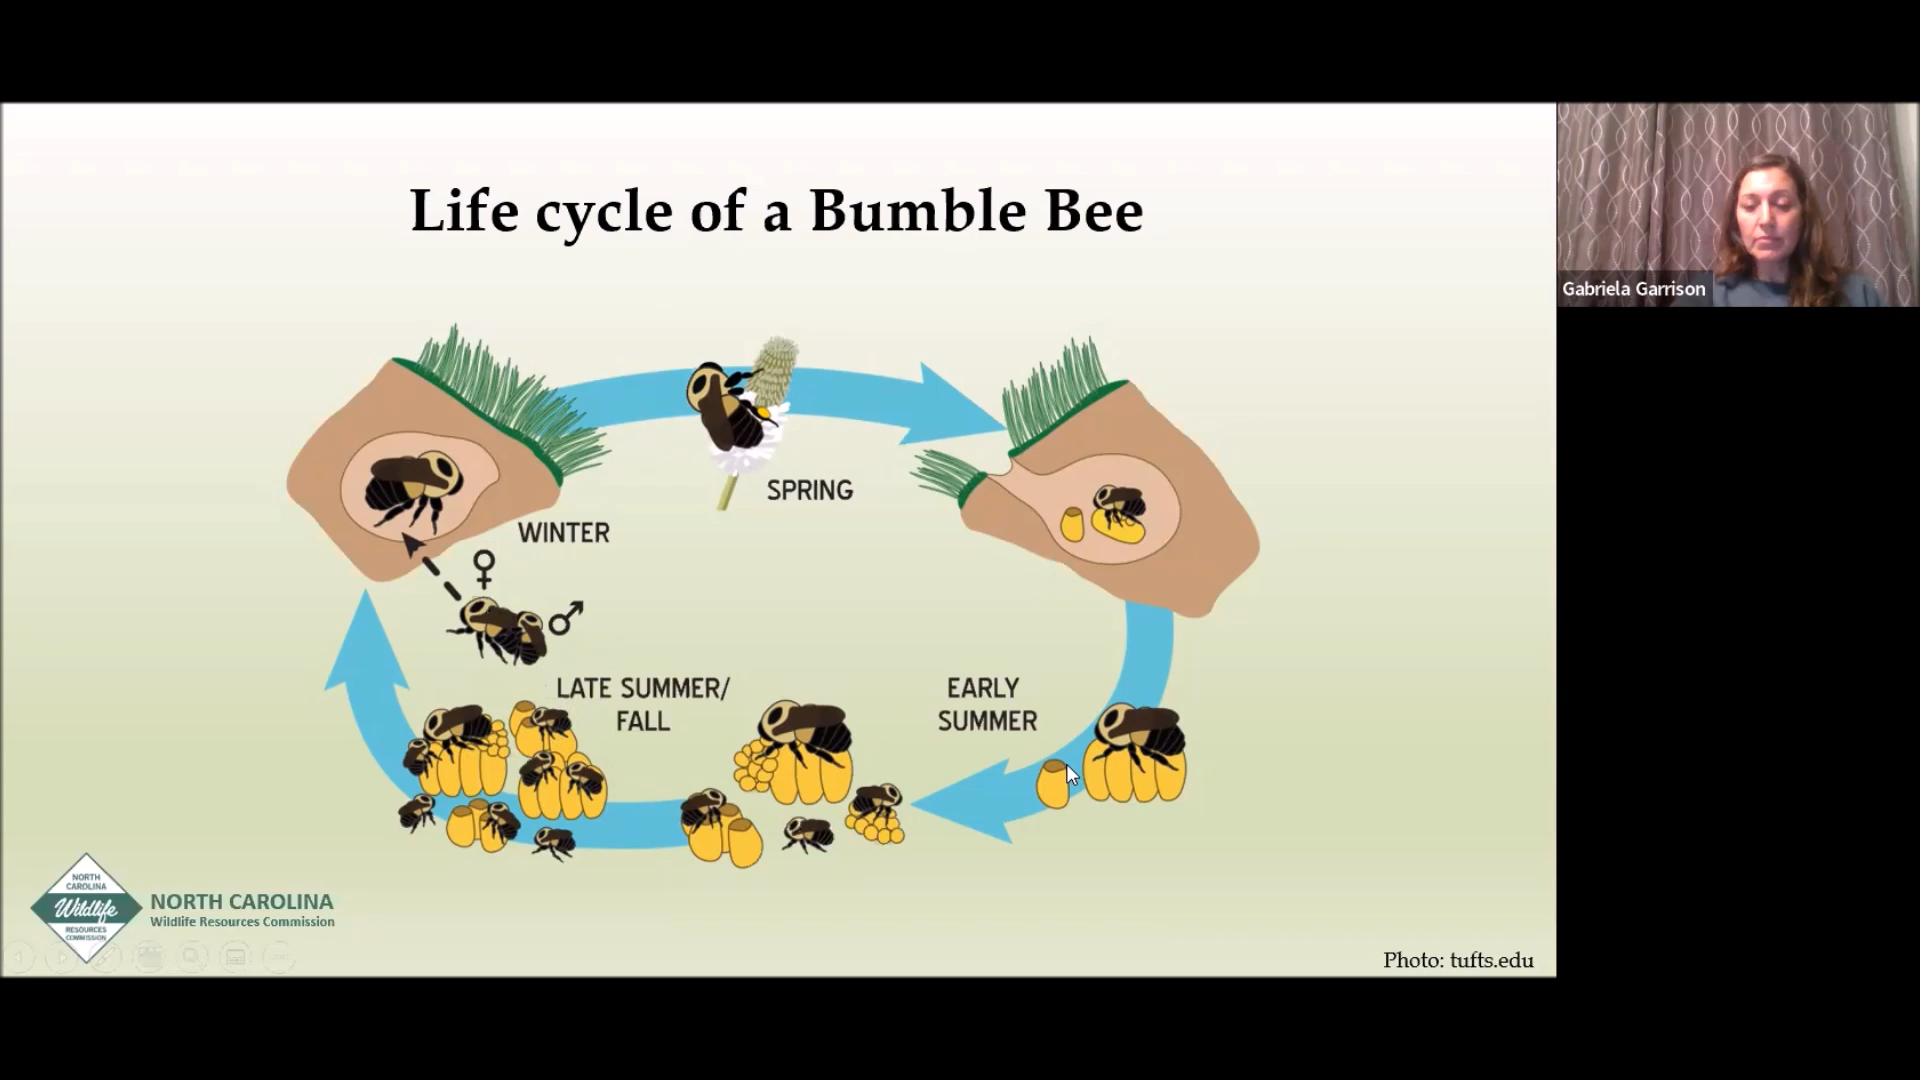 Life cycle of a Bumble Bee
Gabriela Garrison
SPRING
WINTER
♀
♂
LATE SUMMER/
FALL
EARLY
SUMMER
NORTH
CAROLINA
Wildlife
RESOURCES
COMMISSION
NORTH CAROLINA
Wildlife Resources Commission
Photo: tufts.edu